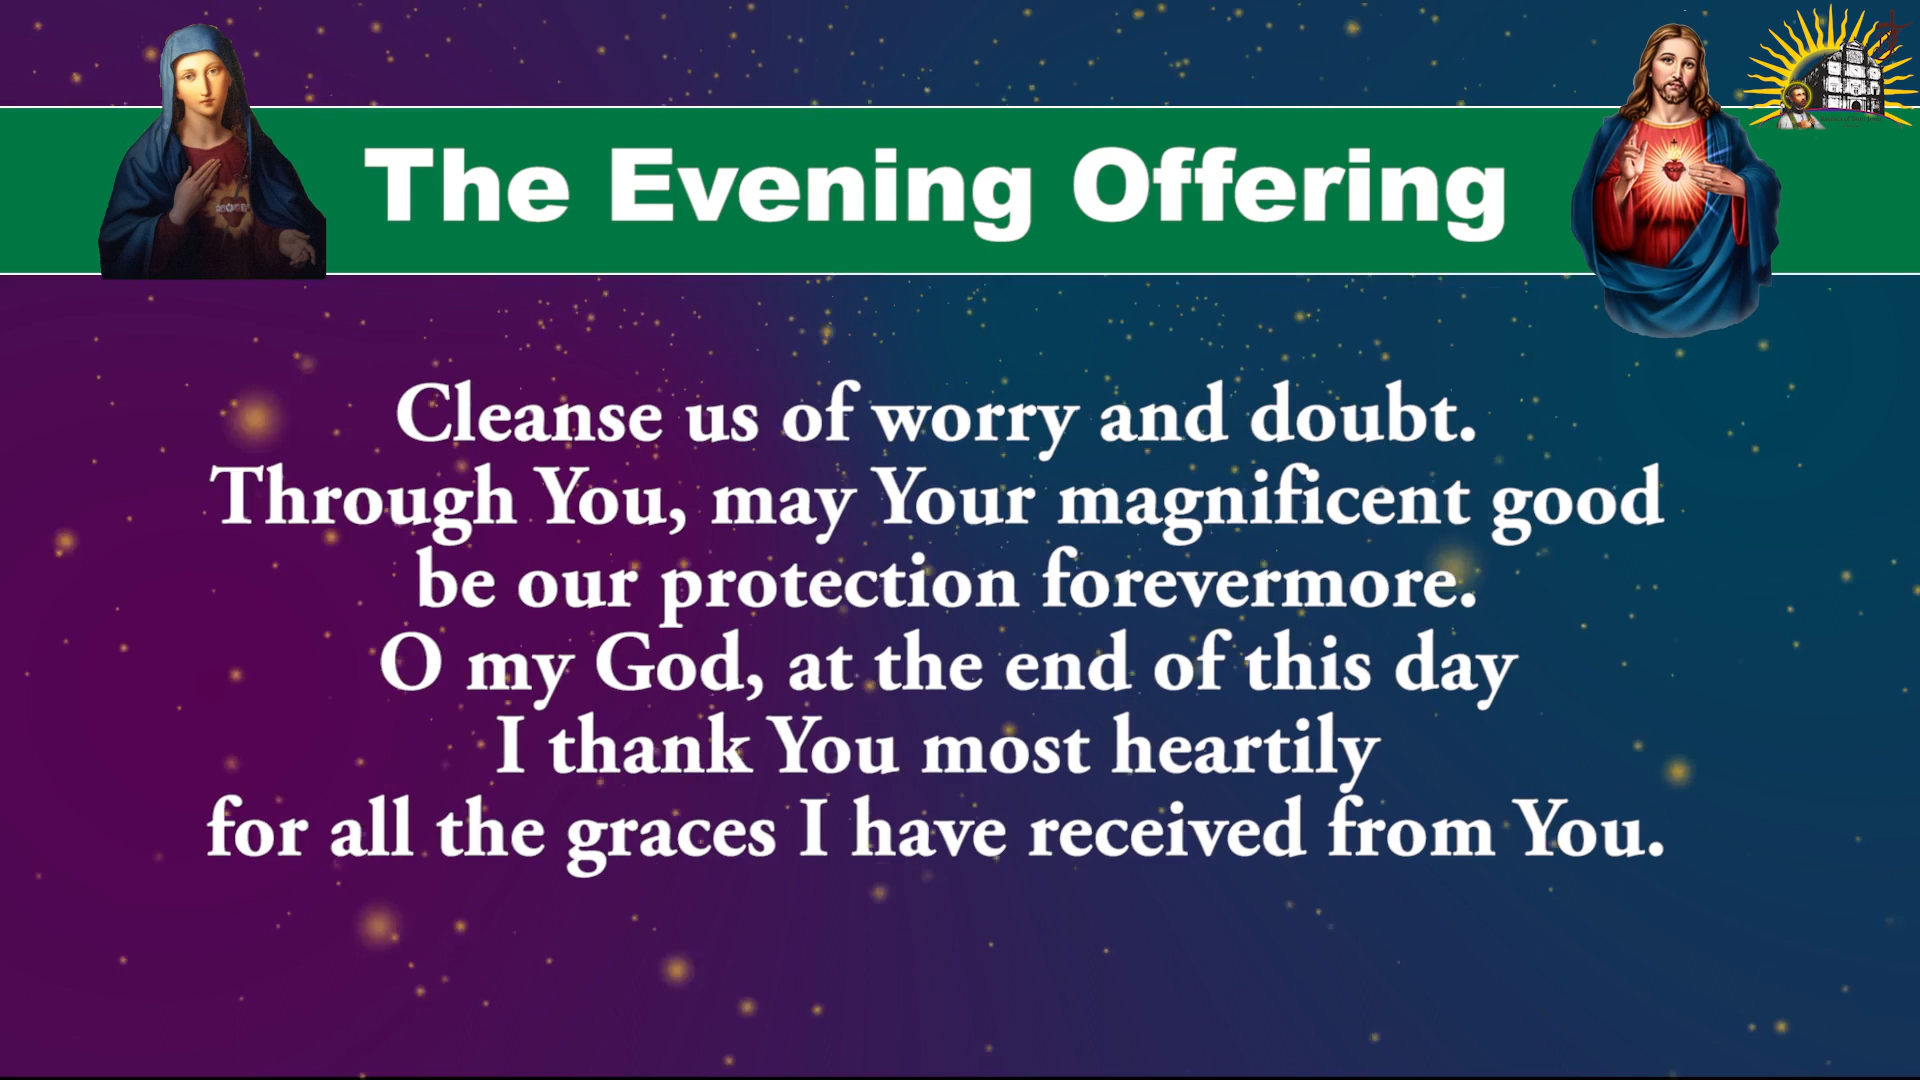 The Evening Offering
Cleanse us of worry and doubt.
Through You, may Your magnificent good
be our protection forevermore.
O my God, at the end of this day
I thank You most heartily
for all the graces I have received from You.